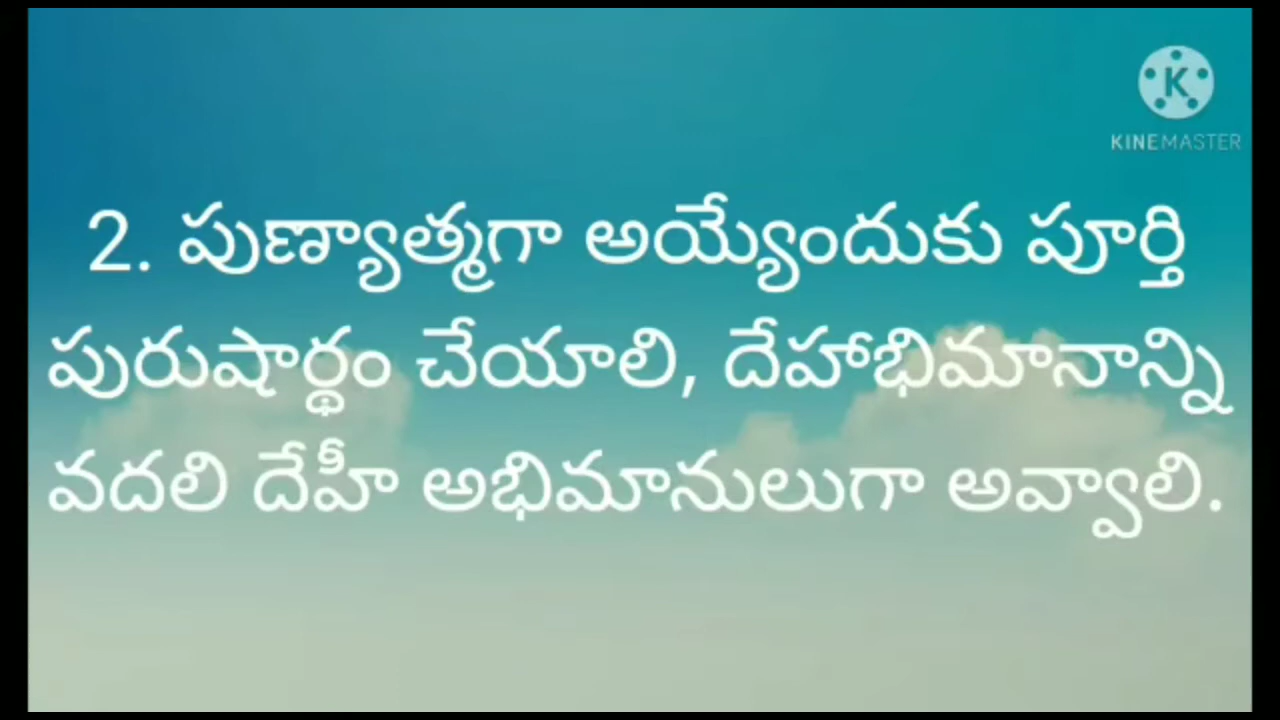 KINEMASTER
2. పుణ్యాత్మగా అయ్యేందుకు పూర్తి
పురుషార్థం చేయాలి, దేహాభిమానాన్ని
వదలి దేహీ అభిమానులుగా అవ్వాలి.